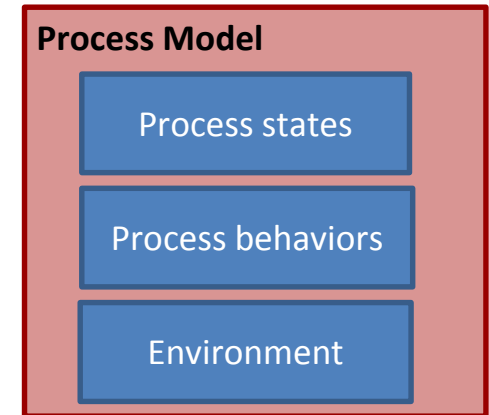 Process Model
Process states
Process behaviors
Environment